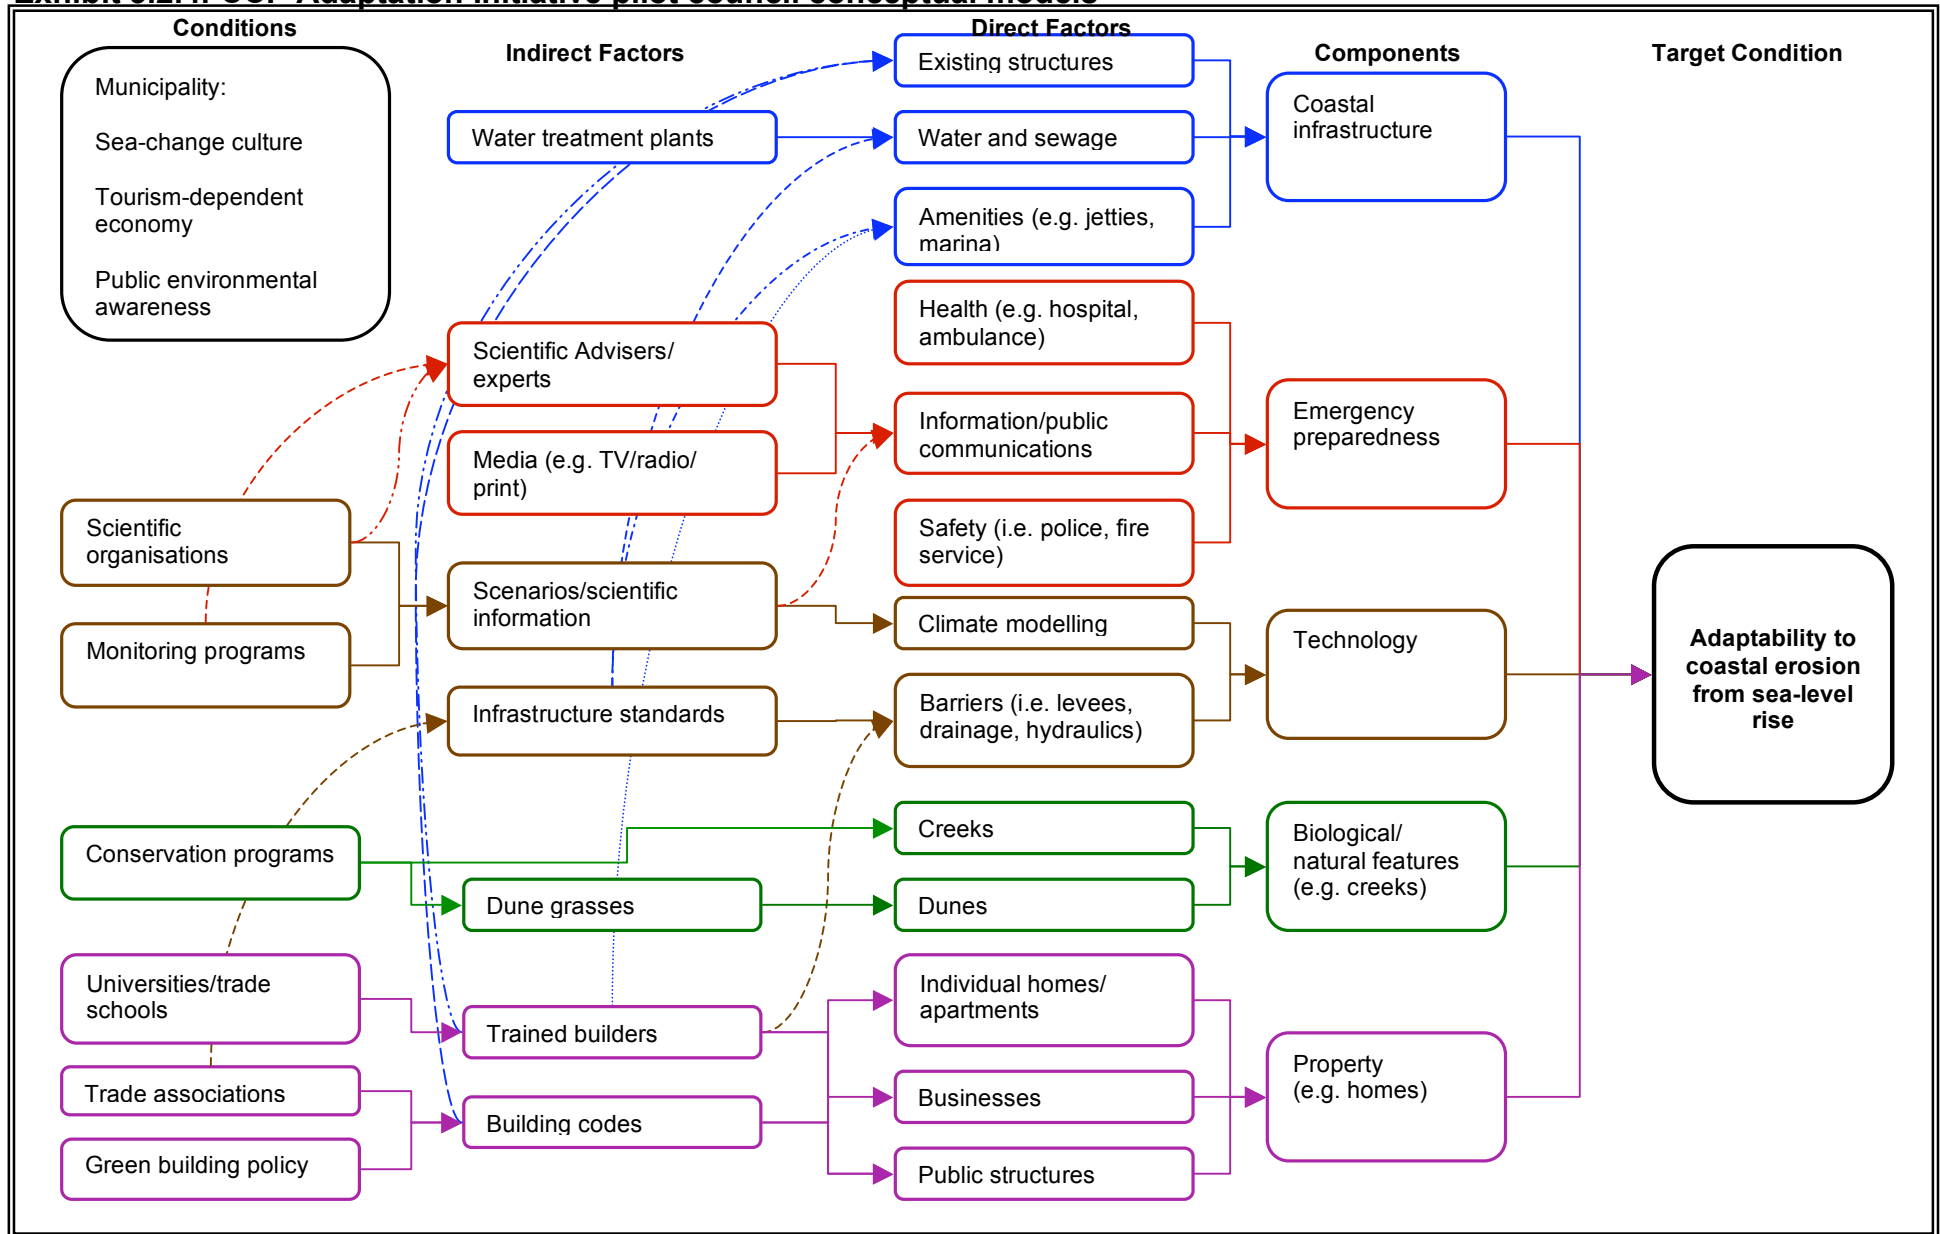 Conditions
Indirect Factors
Direct Factors
Components
Target Condition
Municipality:
Sea-change culture
Tourism-dependent
economy
Public environmental
awareness
Scientific
organisations
Monitoring programs
Conservation programs
Universities/trade
schools
Trade associations
Green building policy
Water treatment plants
Scientific Advisers/
experts
Media (e.g. TV/radio/
print)
Scenarios/scientific
information
Infrastructure standards
Dune grasses
Trained builders
Building codes
Existing structures
Water and sewage
Amenities (e.g. jetties,
marina)
Health (e.g. hospital,
ambulance)
Information/public
communications
Safety (i.e. police, fire
service)
Climate modelling
Barriers (i.e. levees,
drainage, hydraulics)
Creeks
Dunes
Individual homes/
apartments
Businesses
Public structures
Coastal
infrastructure
Emergency
preparedness
Technology
Biological/
natural features
(e.g. creeks)
Property
(e.g. homes)
Adaptability to
coastal erosion
from sea-level
rise